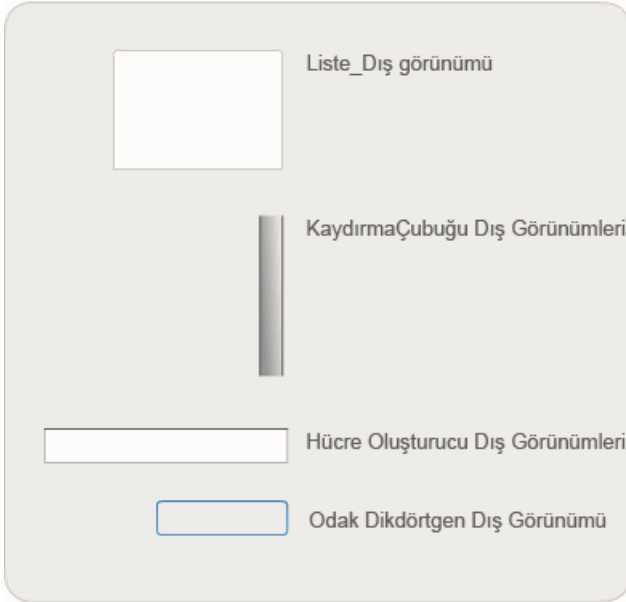 Liste_Dış görünümü
KaydırmaÇubuğu Dış Görünümleri
Hücre Oluşturucu Dış Görünümleri
Odak Dikdörtgen Dış Görünümü